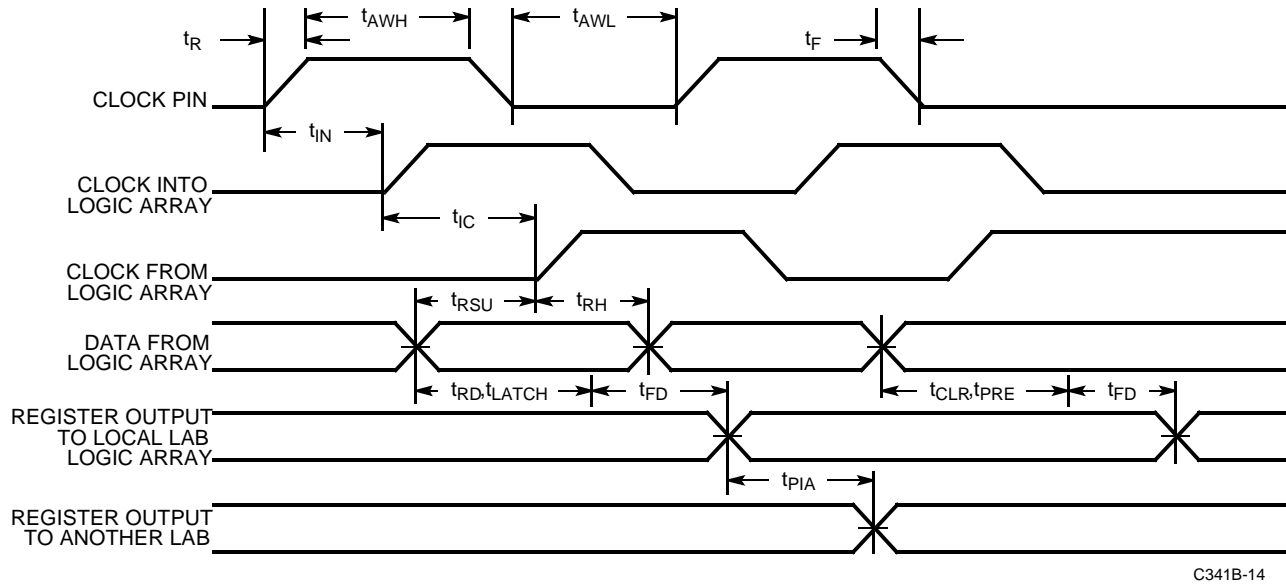 tAWH
tAWL
tR
tF
CLOCK PIN
tIN
CLOCK INTO
LOGIC ARRAY
tIC
CLOCK FROM
LOGIC ARRAY
tRSU
tRH
DATA FROM
LOGIC ARRAY
tRD,tLATCH
tFD
tCLR,tPRE
tFD
REGISTER OUTPUT
TO LOCAL LAB
LOGIC ARRAY
tPIA
REGISTER OUTPUT
TO ANOTHER LAB
C341B-14